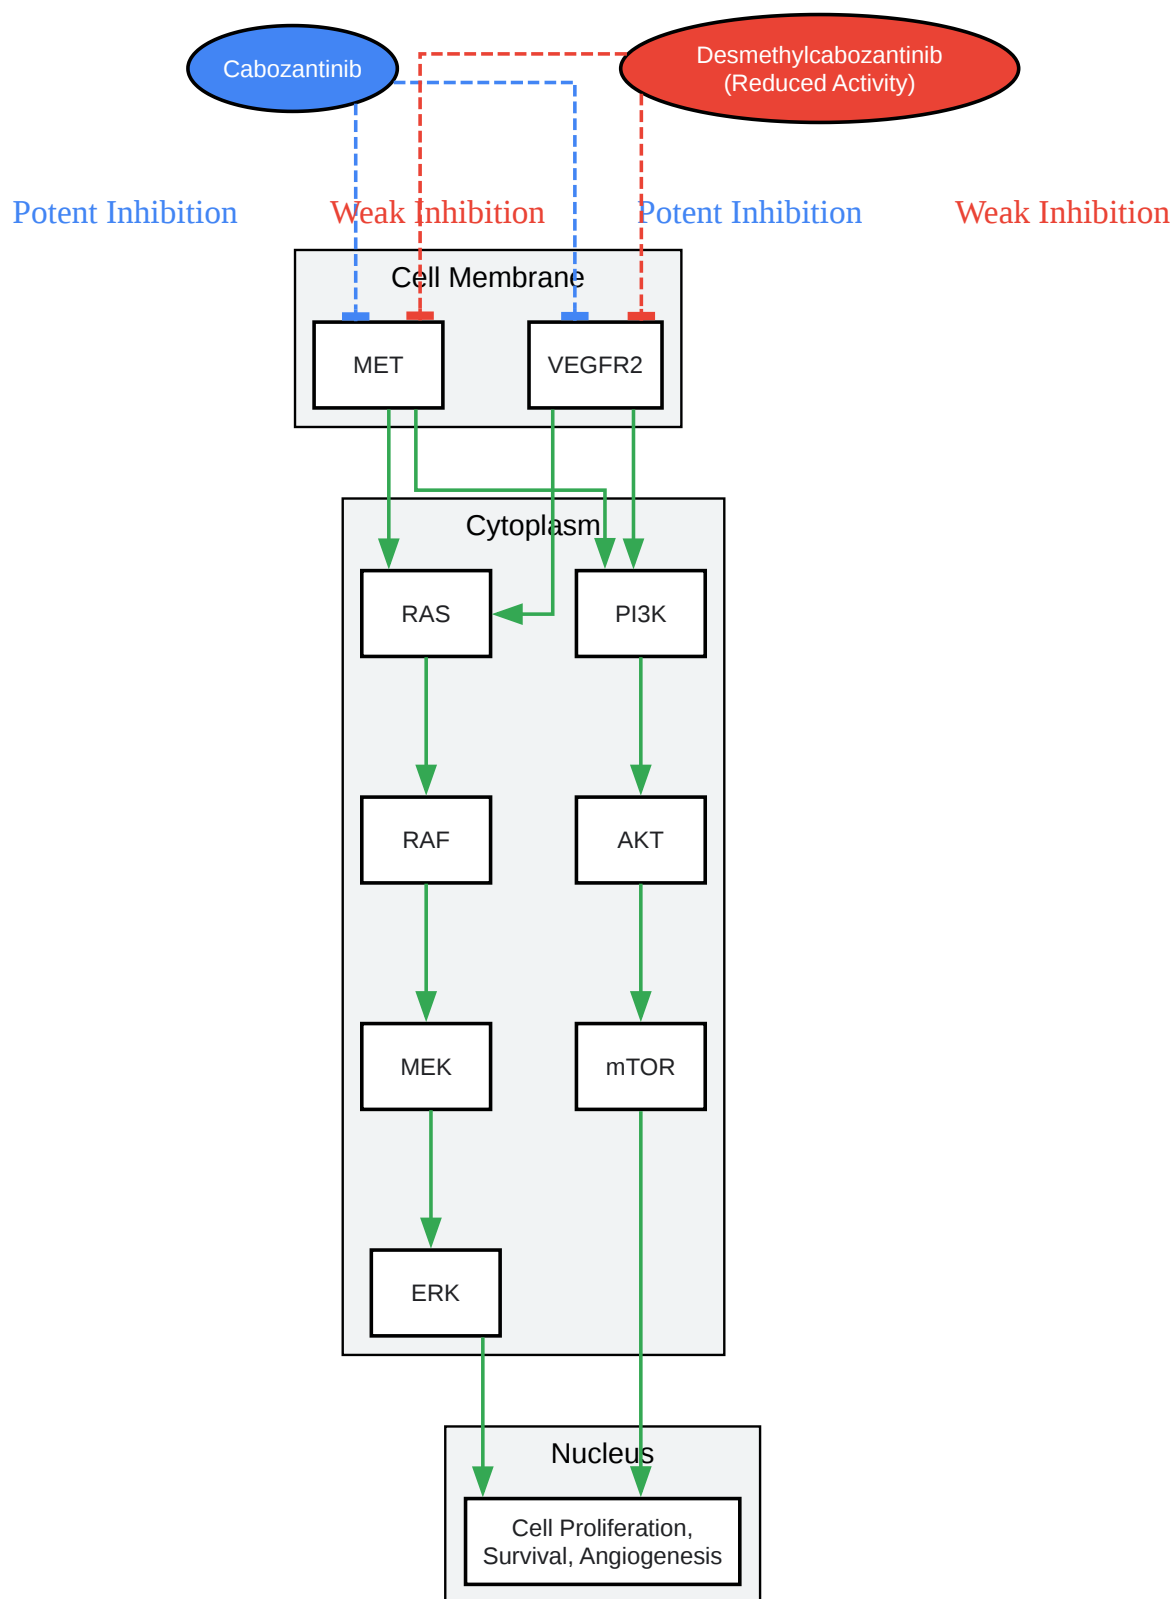 Cabozantinib
Desmethylcabozantinib
(Reduced Activity)
Potent Inhibition
Weak Inhibition
Potent Inhibition
Weak Inhibition
Cell Membrane
MET
VEGFR2
Cytoplasm
RAS
PI3K
RAF
AKT
MEK
mTOR
ERK
Nucleus
Cell Proliferation,
Survival, Angiogenesis